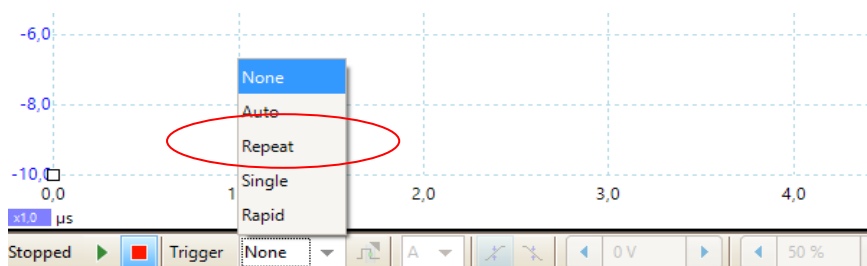 -6,0
None
-8,0
Auto
Repeat
-10,0
Single
0,0 1 2,0 3,0 4,0
Rapid
x1.0 µs
Stopped Trigger None A 0 V 50 %